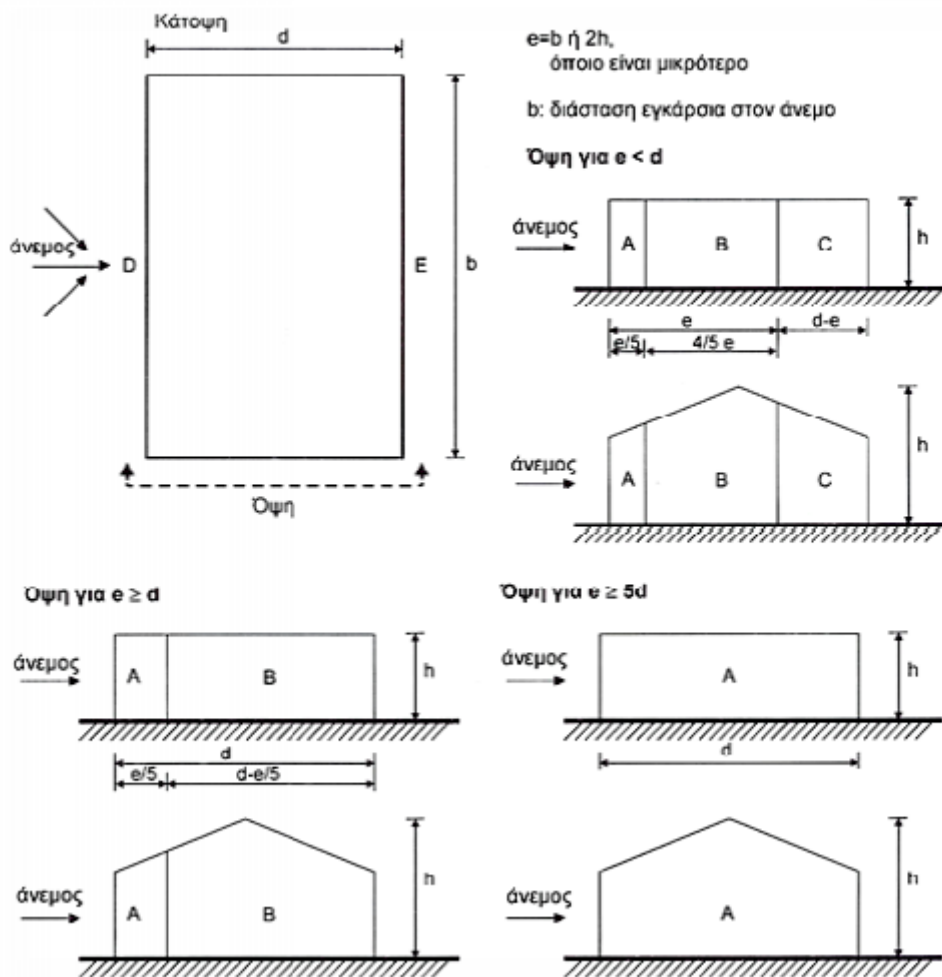 Κάτοψη
d
άνεμος
D
E
b
Όψη
e=b ή 2h,
όποιο είναι μικρότερο
b: διάσταση εγκάρσια στον άνεμο
Όψη για e < d
άνεμος
A
B
C
h
e
d-e
e/5
4/5 e
άνεμος
A
B
C
h
Όψη για e ≥ d
άνεμος
A
B
h
d
e/5
d-e/5
άνεμος
A
B
h
Όψη για e ≥ 5d
άνεμος
A
h
d
άνεμος
A
h